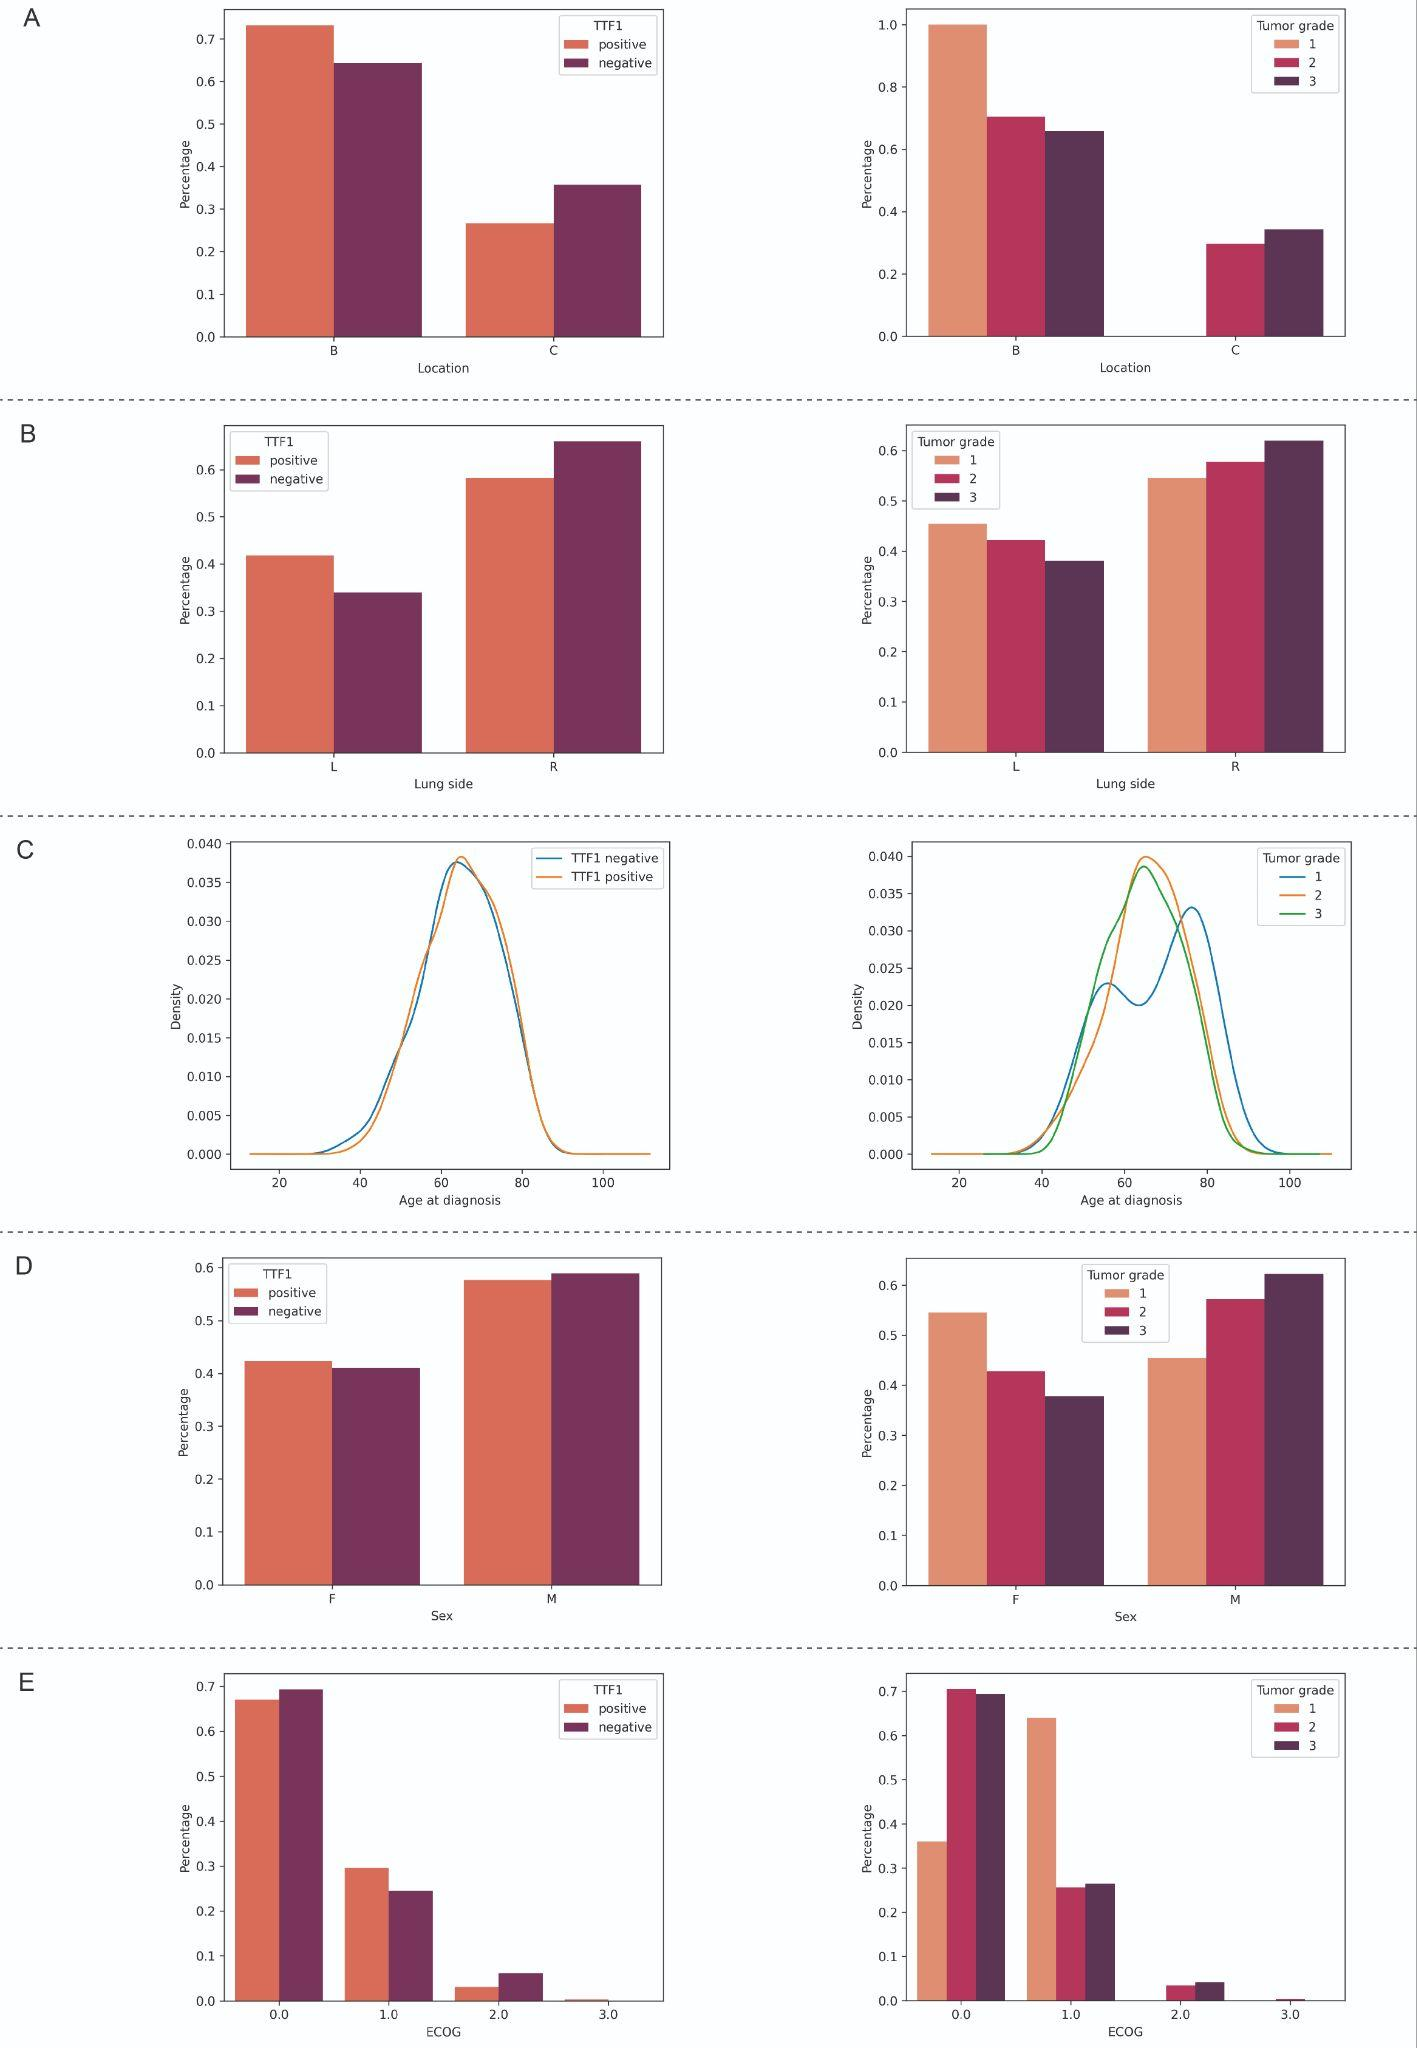 A
TTF1
positive
negative
Percentage
0.7
0.6
0.5
0.4
0.3
0.2
0.1
0.0
B C
Location
Tumor grade
1
2
3
Percentage
1.0
0.8
0.6
0.4
0.2
0.0
B C
Location
B
TTF1
positive
negative
Percentage
0.6
0.5
0.4
0.3
0.2
0.1
0.0
L R
Lung side
Tumor grade
1
2
3
Percentage
0.6
0.5
0.4
0.3
0.2
0.1
0.0
L R
Lung side
C
TTF1 negative
TTF1 positive
Density
0.040
0.035
0.030
0.025
0.020
0.015
0.010
0.005
0.000
20 40 60 80 100
Age at diagnosis
Tumor grade
1
2
3
Density
0.040
0.035
0.030
0.025
0.020
0.015
0.010
0.005
0.000
20 40 60 80 100
Age at diagnosis
D
TTF1
positive
negative
Percentage
0.6
0.5
0.4
0.3
0.2
0.1
0.0
F M
Sex
Tumor grade
1
2
3
Percentage
0.6
0.5
0.4
0.3
0.2
0.1
0.0
F M
Sex
E
TTF1
positive
negative
Percentage
0.7
0.6
0.5
0.4
0.3
0.2
0.1
0.0
0.0 1.0 2.0 3.0
ECOG
Tumor grade
1
2
3
Percentage
0.7
0.6
0.5
0.4
0.3
0.2
0.1
0.0
0.0 1.0 2.0 3.0
ECOG